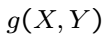 g(X, Y)